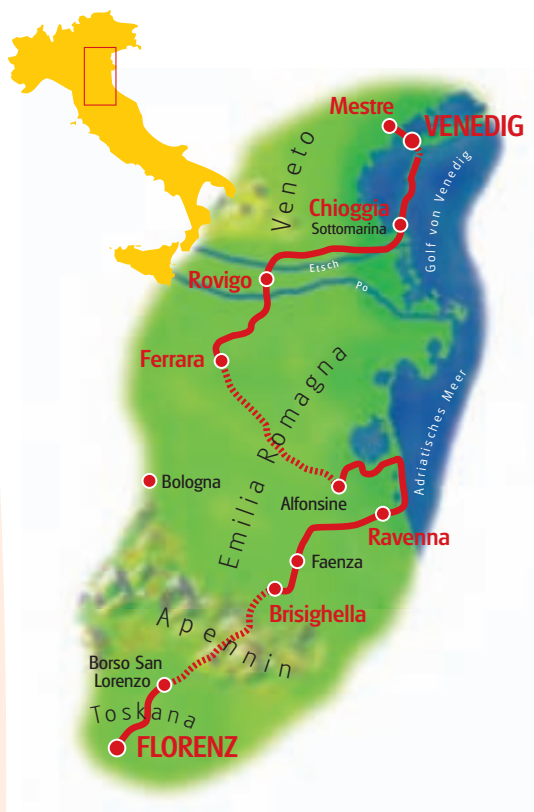 Mestre
VENEDIG
Veneto
Chioggia
Sottomarina
Golf von Venedig
Etsch
Rovigo
Po
Ferrara
Emilia Romagna
Adriatisches Meer
Bologna
Alfonsine
Ravenna
Faenza
Brisighella
Apennin
Borso San
Lorenzo
Toskana
FLORENZ